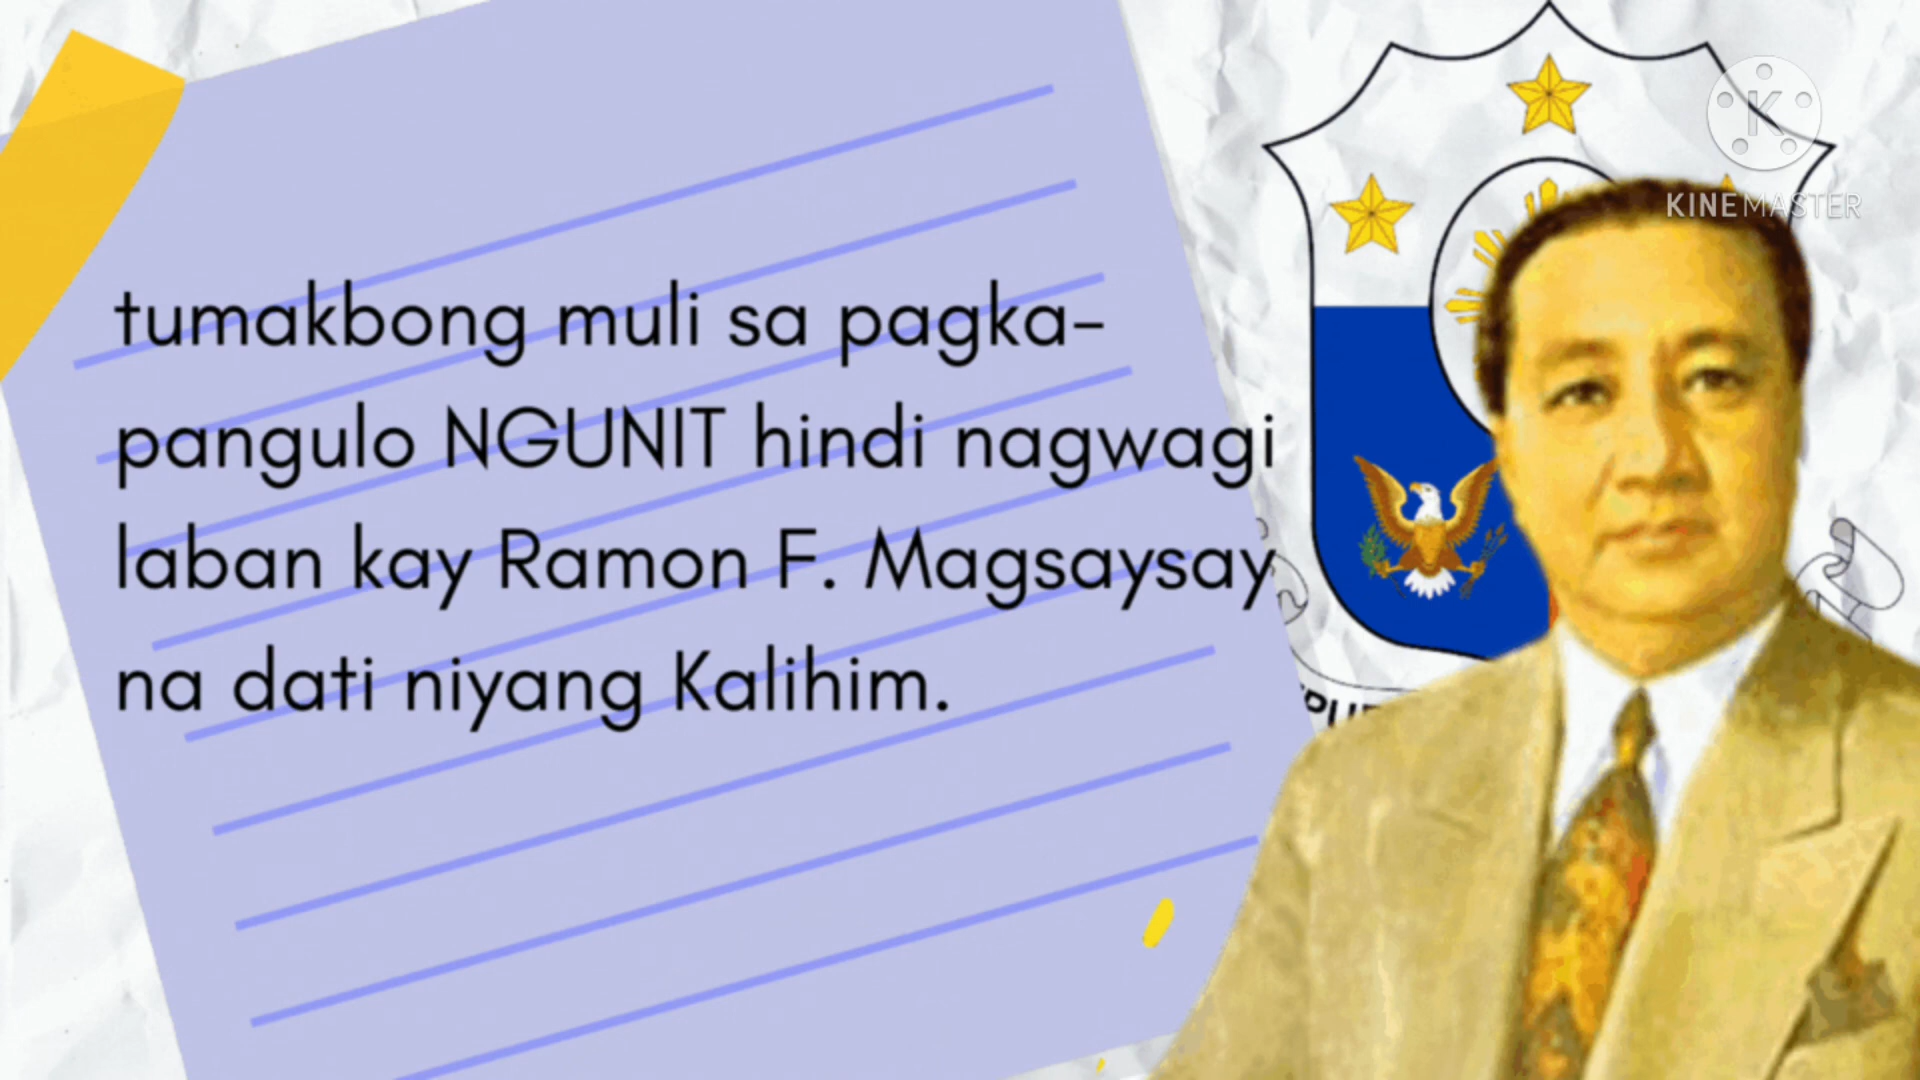 KINEMASTER
tumakbong muli sa pagka-
pangulo NGUNIT hindi nagwagi
laban kay Ramon F. Magsaysay
na dati niyang Kalihim.